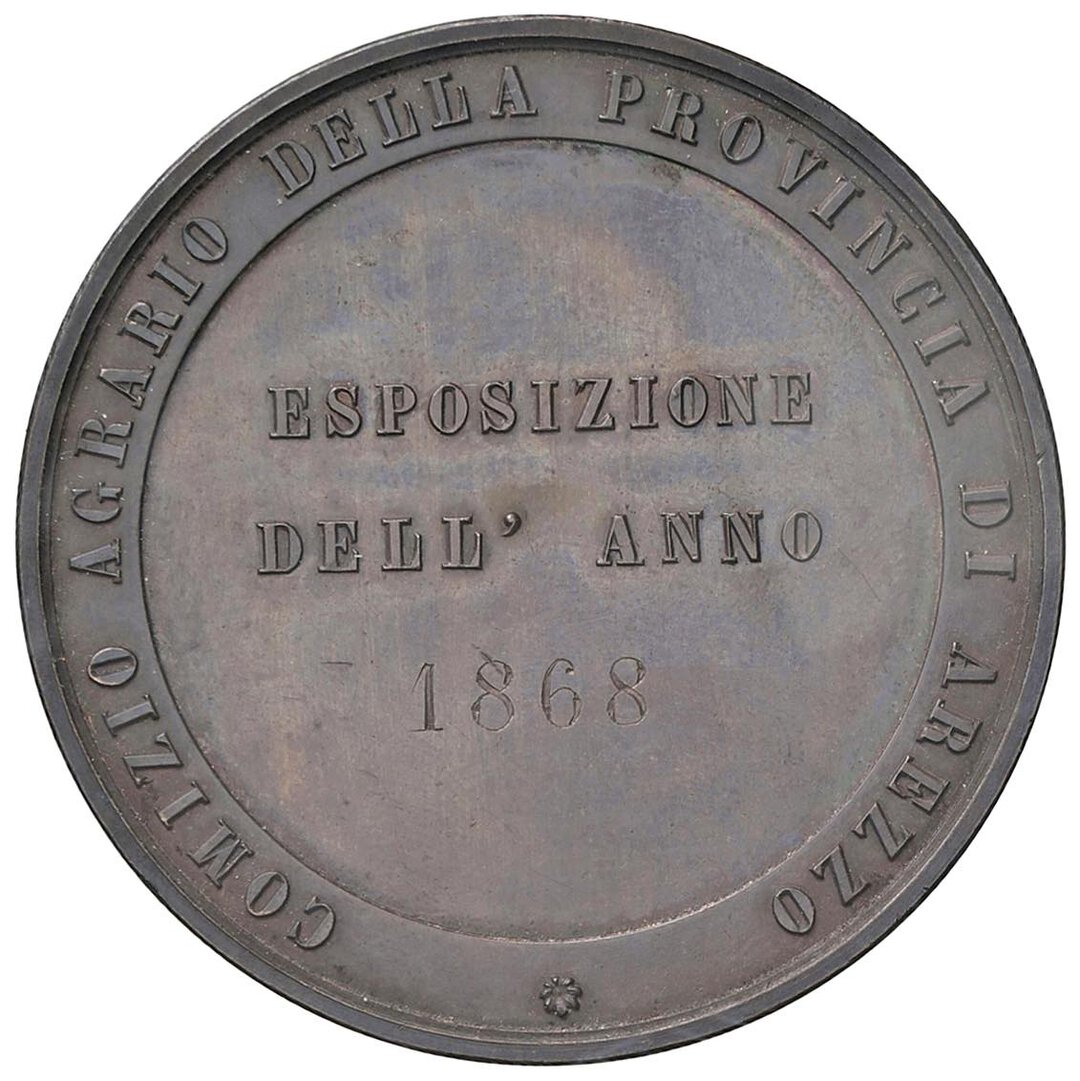 COMIZIO AGRARIO DELLA PROVINCIA DI AREZZO
ESPOSIZIONE
DELL' ANNO
1868